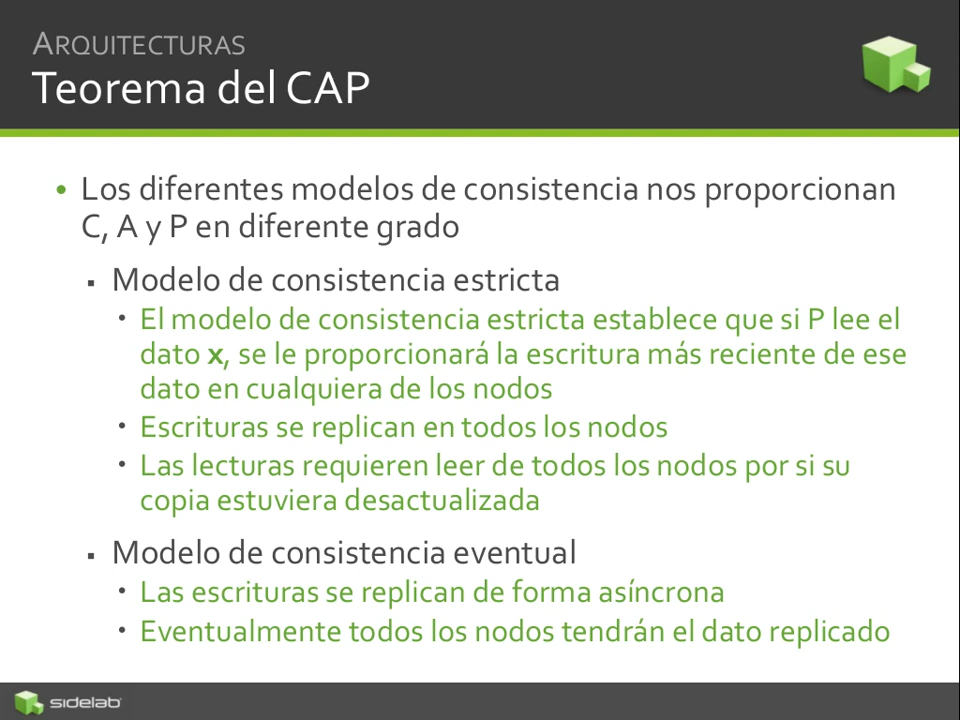 ARQUITECTURAS
Teorema del CAP
• Los diferentes modelos de consistencia nos proporcionan
C, A y P en diferente grado
▪ Modelo de consistencia estricta
• El modelo de consistencia estricta establece que si P lee el
dato x, se le proporcionará la escritura más reciente de ese
dato en cualquiera de los nodos
• Escrituras se replican en todos los nodos
• Las lecturas requieren leer de todos los nodos por si su
copia estuviera desactualizada
▪ Modelo de consistencia eventual
• Las escrituras se replican de forma asíncrona
• Eventualmente todos los nodos tendrán el dato replicado
sidelab